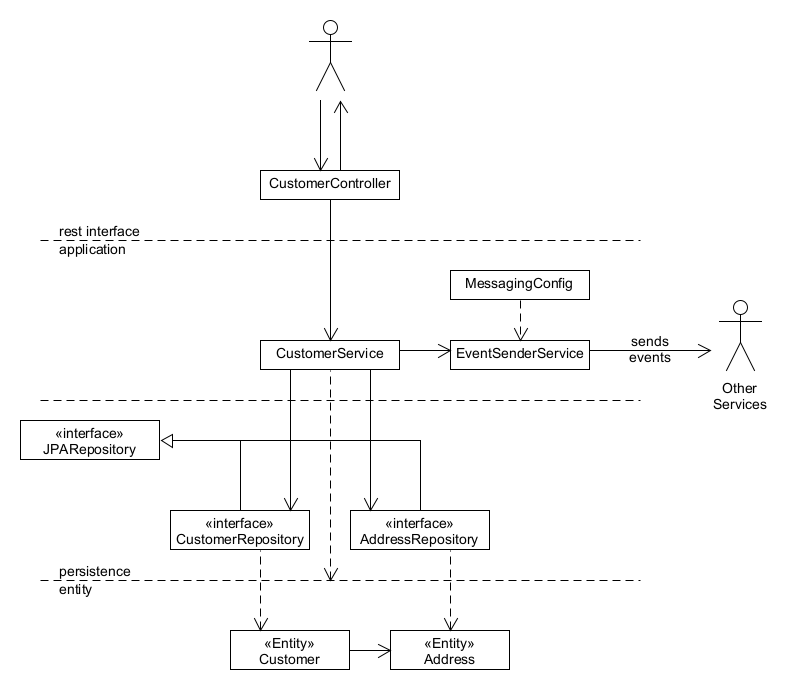 CustomerController
rest interface
application
MessagingConfig
CustomerService
EventSenderService
sends
events
Other
Services
«interface»
JPARepository
«interface»
CustomerRepository
«interface»
AddressRepository
persistence
entity
«Entity»
Customer
«Entity»
Address